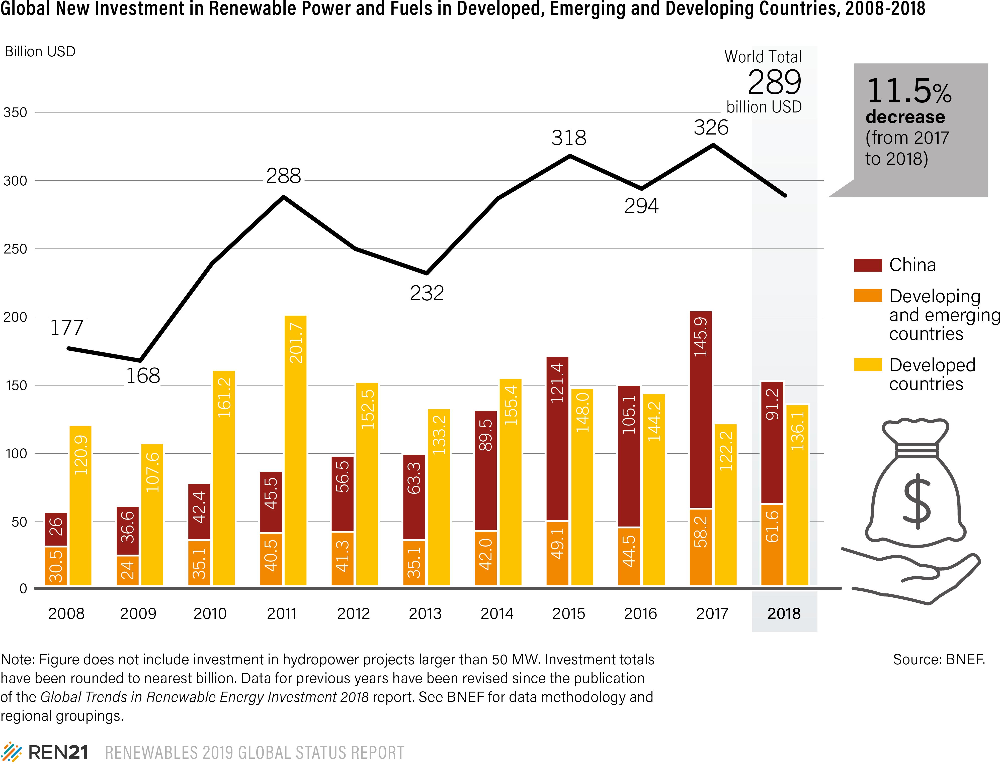 Global New Investment in Renewable Power and Fuels in Developed, Emerging and Developing Countries, 2008-2018
Billion USD
World Total
289
billion USD
11.5%
decrease
(from 2017
to 2018)
350
300
250
200
150
100
50
0
177
168
288
232
318
294
326
China
Developing
and emerging
countries
Developed
countries
30.5
26
120.9
24
36.6
107.6
35.1
42.4
161.2
40.5
45.5
201.7
41.3
56.5
152.5
35.1
63.3
133.2
42.0
89.5
155.4
49.1
121.4
148.0
44.5
105.1
144.2
58.2
145.9
122.2
61.6
91.2
136.1
$
2008 2009 2010 2011 2012 2013 2014 2015 2016 2017 2018
Note: Figure does not include investment in hydropower projects larger than 50 MW. Investment totals
have been rounded to nearest billion. Data for previous years have been revised since the publication
of the Global Trends in Renewable Energy Investment 2018 report. See BNEF for data methodology and
regional groupings.
Source: BNEF.
REN21 RENEWABLES 2019 GLOBAL STATUS REPORT